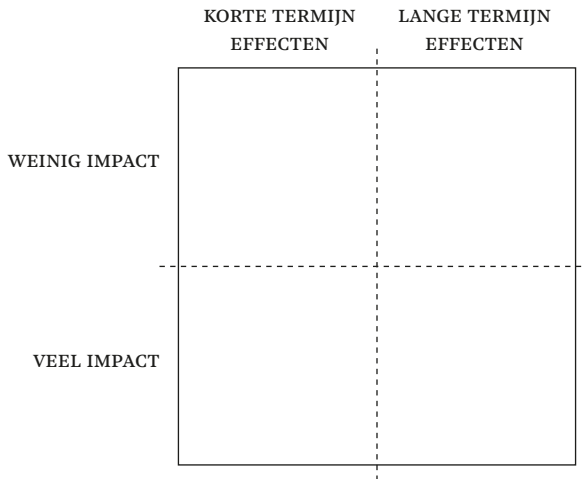 KORTE TERMIJN
EFFECTEN
LANGE TERMIJN
EFFECTEN
WEINIG IMPACT
VEEL IMPACT